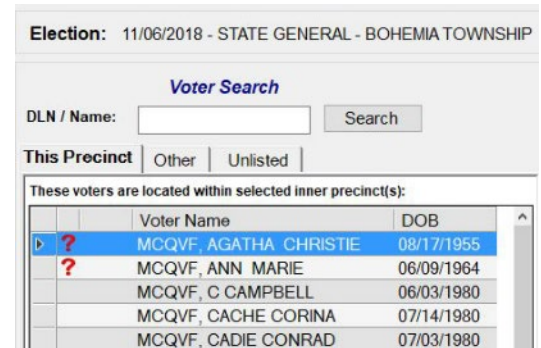 Election: 11/06/2018 - STATE GENERAL - BOHEMIA TOWNSHIP
Voter Search
DLN / Name: Search
This Precinct Other Unlisted
These voters are located within selected inner precinct(s):
Voter Name DOB
? MCQVF, AGATHA CHRISTIE 08/17/1955
? MCQVF, ANN MARIE 06/09/1964
MCQVF, C CAMPBELL 06/03/1980
MCQVF, CACHE CORINA 07/14/1980
MCQVF, CADIE CONRAD 07/03/1980